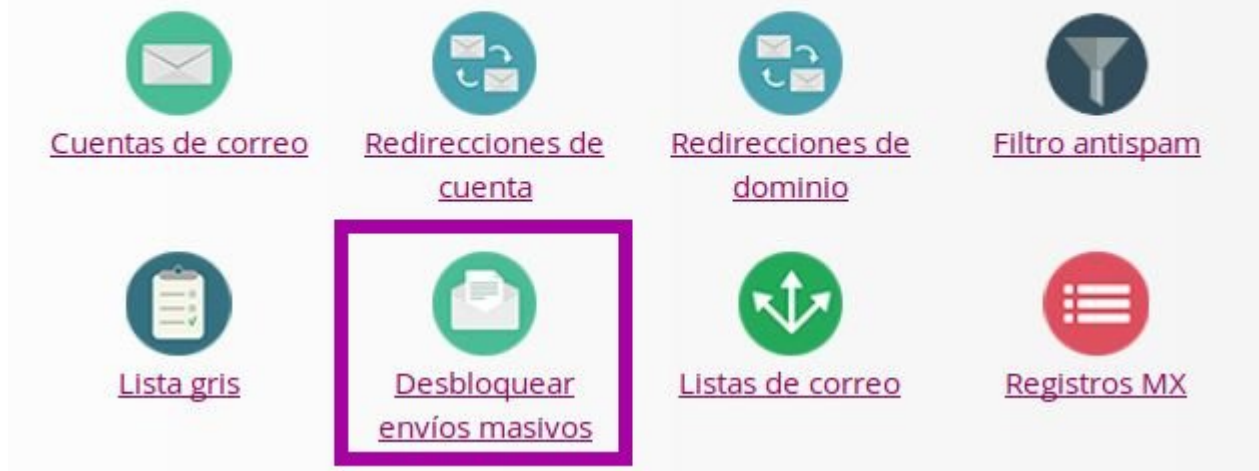 Cuentas de correo
Redirecciones de
cuenta
Redirecciones de
dominio
Filtro antispam
Lista gris
Desbloquear
envíos masivos
Listas de correo
Registros MX